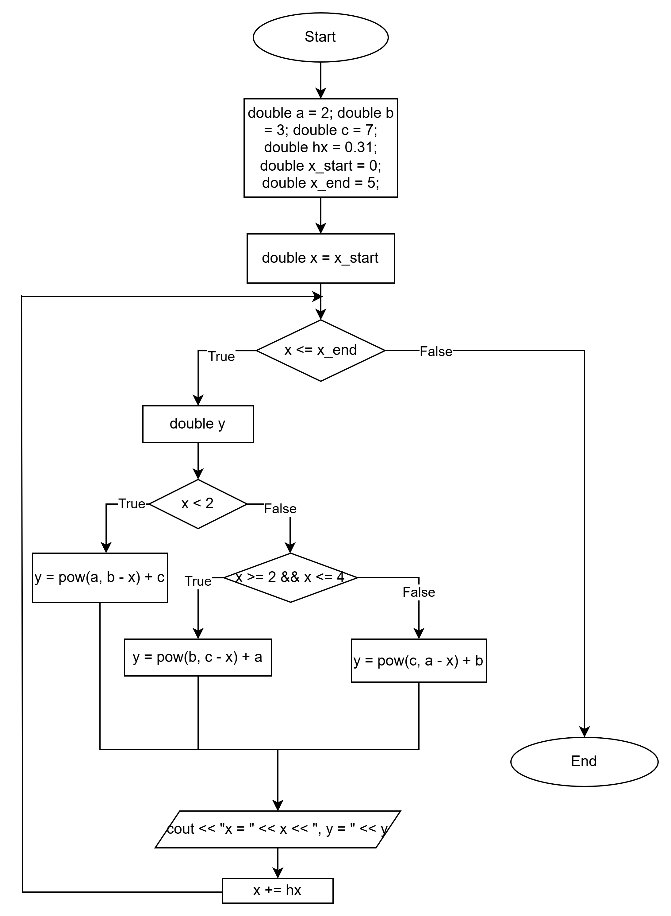 Start
double a = 2; double b
= 3; double c = 7;
double hx = 0.31;
double x_start = 0;
double x_end = 5;
double x = x_start
x <= x_end
True
False
double y
x < 2
True
False
y = pow(a, b - x) + c
x >= 2 && x <= 4
True
False
y = pow(b, c - x) + a
y = pow(c, a - x) + b
End
cout << "x = " << x << ", y = " << y
x += hx